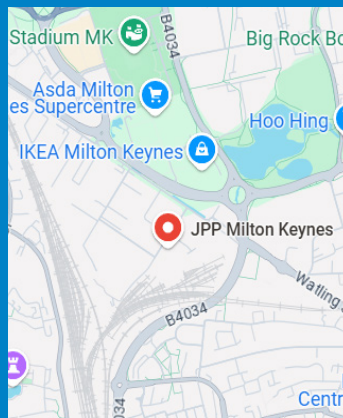 Stadium MK
B4034
Big Rock Bo
Asda Milton
es Supercentre
Hoo Hing
IKEA Milton Keynes
JPP Milton Keynes
Watling S
B4034
B4034
Centr